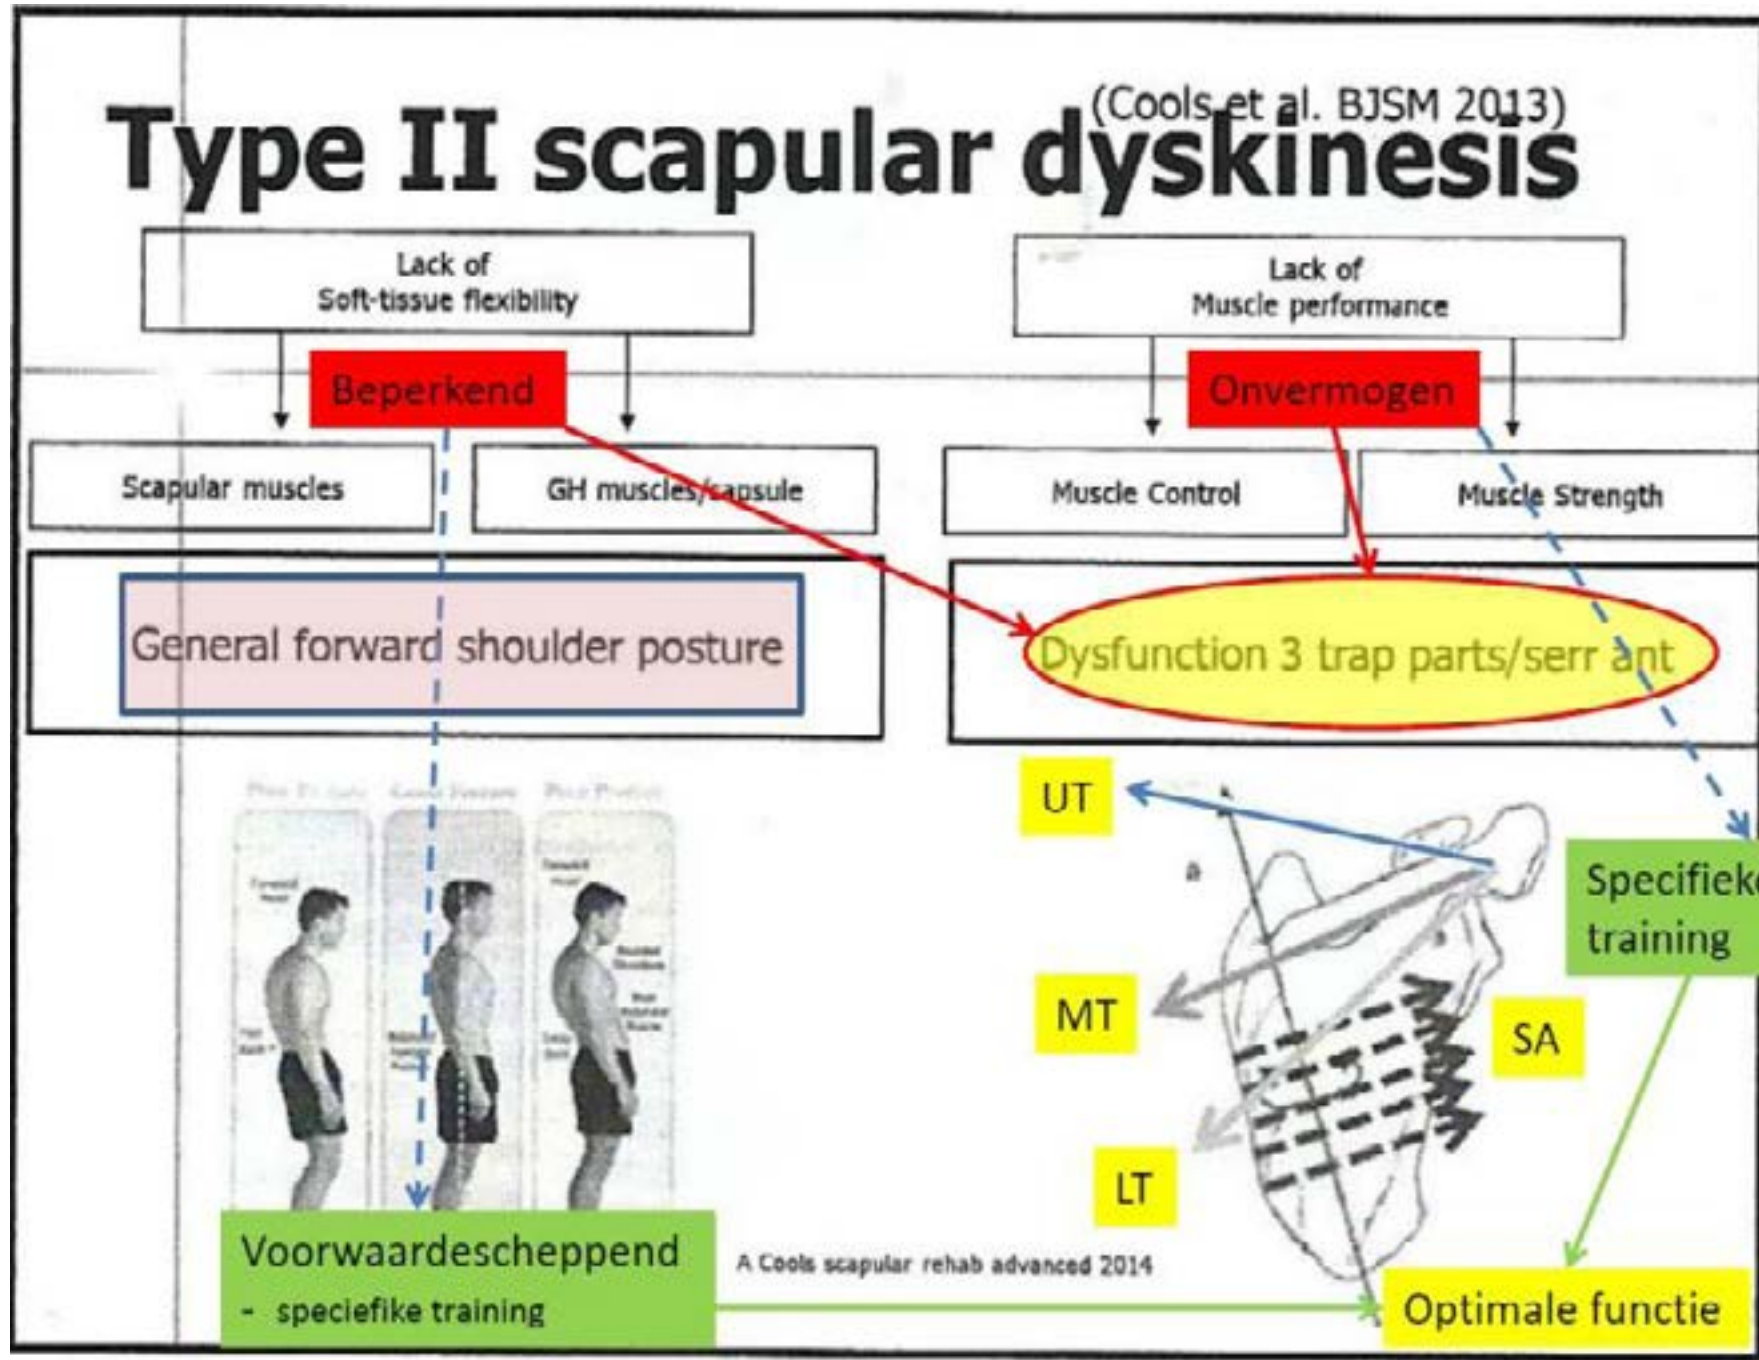 (Cools et al. BJSM 2013)
Type II scapular dyskinesis
Lack of
Soft-tissue flexibility
Lack of
Muscle performance
Beperkend
Onvermogen
Scapular muscles
GH muscles/capsule
Muscle Control
Muscle Strength
General forward shoulder posture
Dysfunction 3 trap parts/serr ant
UT
MT
LT
SA
Specifieke
training
Voorwaardescheppend
- speciefike training
A Cools scapular rehab advanced 2014
Optimale functie